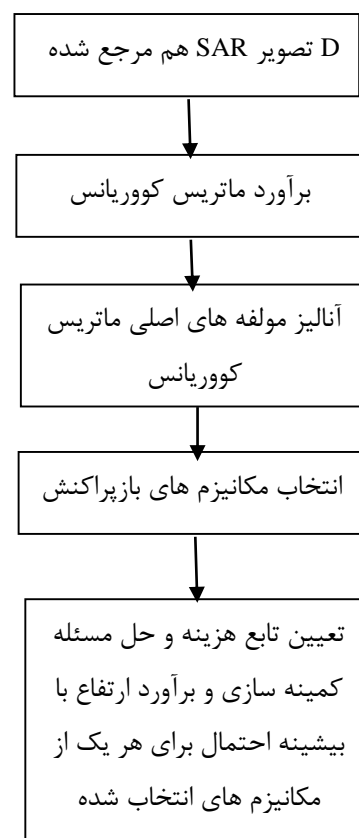 D تصویر SAR هم مرجع شده
برآورد ماتریس کوواریانس
آنالیز مولفه های اصلی ماتریس
کوواریانس
انتخاب مکانیزم های بازپراکنش
تعیین تابع هزینه و حل مسئله
کمینه سازی و برآورد ارتفاع با
بیشینه احتمال برای هر یک از
مکانیزم های انتخاب شده